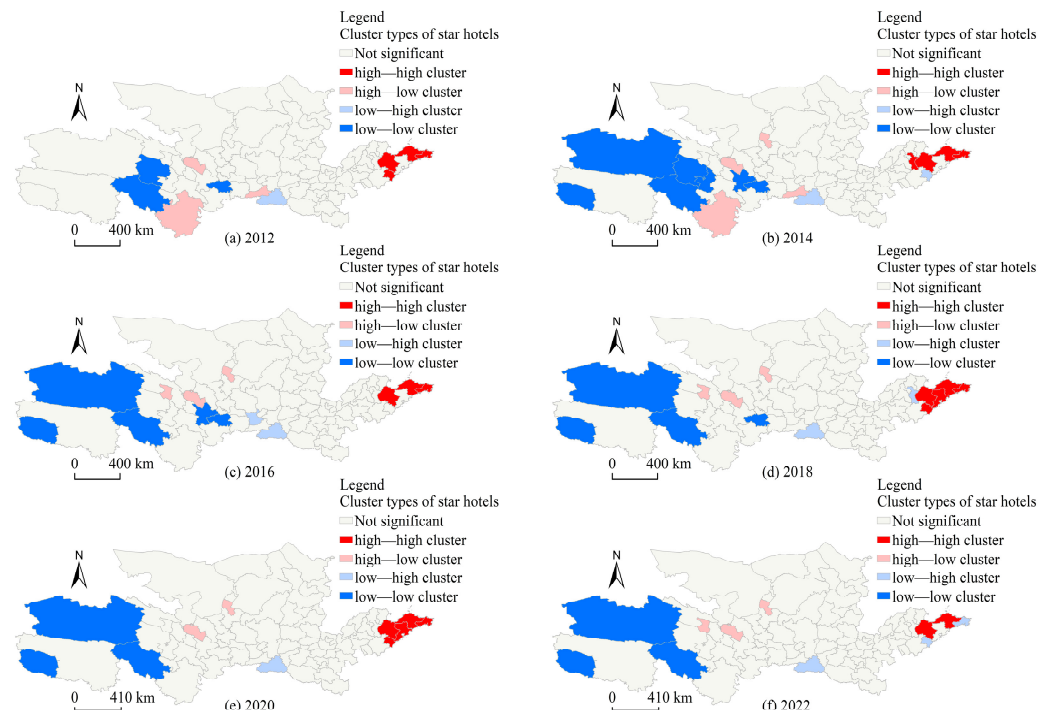 Legend
Cluster types of star hotels
Not significant
high—high cluster
high—low cluster
low—high cluster
low—low cluster
N
0 400 km
(a) 2012
Legend
Cluster types of star hotels
Not significant
high—high cluster
high—low cluster
low—high cluster
low—low cluster
N
0 400 km
(b) 2014
Legend
Cluster types of star hotels
Not significant
high—high cluster
high—low cluster
low—high cluster
low—low cluster
N
0 400 km
(c) 2016
Legend
Cluster types of star hotels
Not significant
high—high cluster
high—low cluster
low—high cluster
low—low cluster
N
0 400 km
(d) 2018
Legend
Cluster types of star hotels
Not significant
high—high cluster
high—low cluster
low—high cluster
low—low cluster
N
0 410 km
(e) 2020
Legend
Cluster types of star hotels
Not significant
high—high cluster
high—low cluster
low—high cluster
low—low cluster
N
0 410 km
(f) 2022